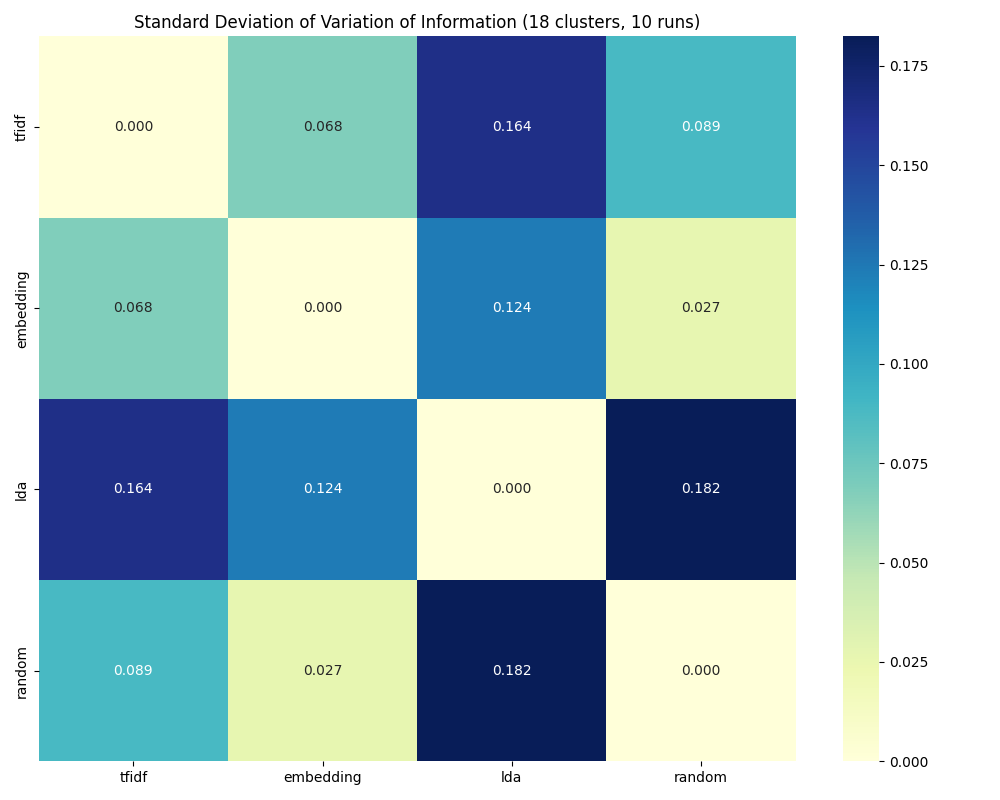 Standard Deviation of Variation of Information (18 clusters, 10 runs)
tfidf
0.000 0.068 0.164 0.089
embedding
0.068 0.000 0.124 0.027
lda
0.164 0.124 0.000 0.182
random
0.089 0.027 0.182 0.000
tfidf embedding lda random
0.175
0.150
0.125
0.100
0.075
0.050
0.025
0.000